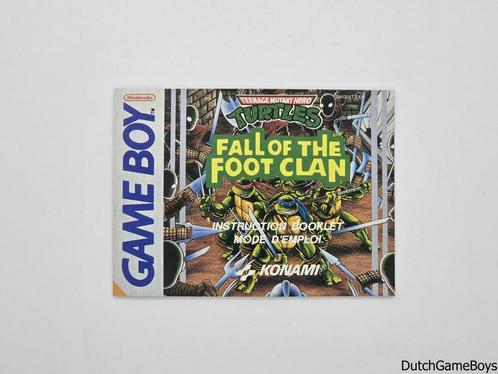 Nintendo
GAME BOY
TEENAGE MUTANT HERO
TURTLES
FALL OF THE
FOOT CLAN
INSTRUCTION BOOKLET
MODE D'EMPLOI
KONAMI
DutchGameBoys